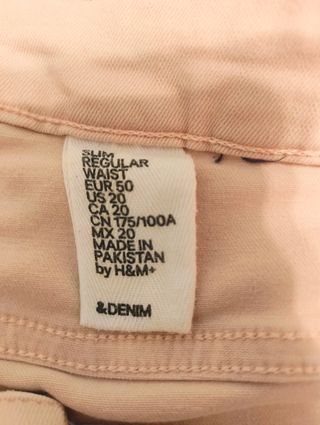 SLIM
REGULAR
WAIST
EUR 50
US 20
CA 20
CN 175/100A
MX 20
MADE IN
PAKISTAN
by H&M+
&DENIM